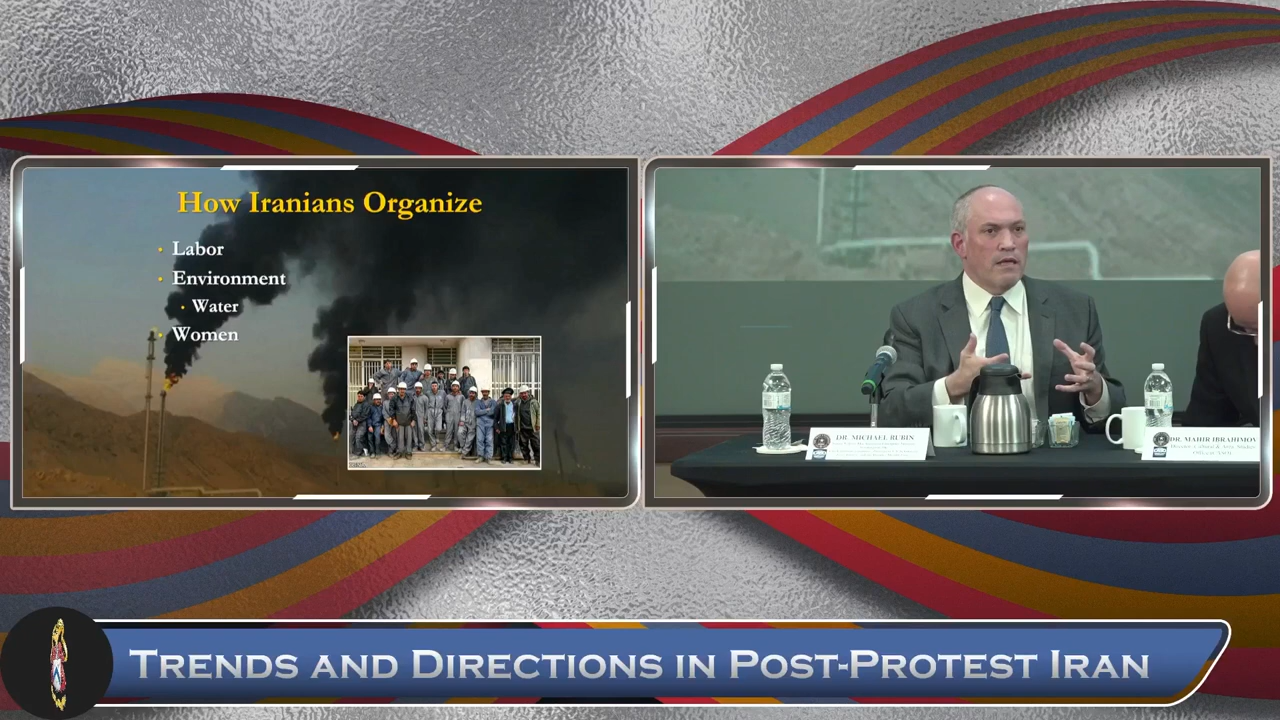 How Iranians Organize
• Labor
• Environment
• Water
• Women
DR. MICHAEL RUBIN
DR. MAHIR IBRAHIMOV
TRENDS AND DIRECTIONS IN POST-PROTEST IRAN